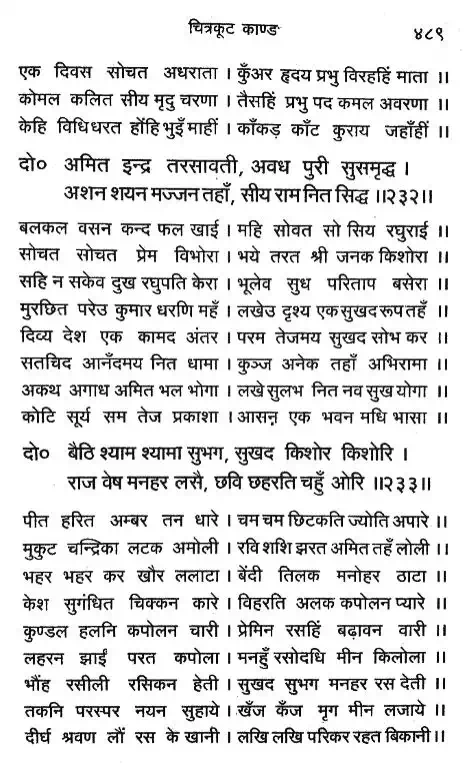 चित्रकूट काण्ड ४८९
एक दिवस सोचत अधराता । कुँअर हृदय प्रभु विरहहिं माता ।।
कोमल कलित सीय मृदु चरणा । तैसहिं प्रभु पद कमल अवरणा ।।
केहि विधि धरत होंहि भुइँ माहीं । काँकड़ काँट कुराय जहाँहीं ।।
दो० अमित इन्द्र तरसावती, अवध पुरी सुसमृद्ध ।
अशन शयन मज्जन तहाँ, सीय राम नित सिद्ध ।।२३२।।
बलकल वसन कन्द फल खाई । महि सोवत सो सिय रघुराई ।।
सोचत सोचत प्रेम विभोरा । भये तरत श्री जनक किशोरा ।।
सहि न सकेव दुख रघुपति केरा । भूलेव सुध परिताप बसेरा ।।
मुरछित परेउ कुमार धरणि महँ । लखेउ दृश्य एक सुखद रूप तहँ ।।
दिव्य देश एक कामद अंतर । परम तेजमय सुखद सोभ कर ।।
सतचिद आनँदमय नित धामा । कुञ्ज अनेक तहाँ अभिरामा ।।
अकथ अगाध अमित भल भोगा । लखे सुलभ नित नव सुख योगा ।।
कोटि सूर्य सम तेज प्रकाशा । आसन एक भवन मधि भासा ।।
दो० बैठि श्याम श्यामा सुभग, सुखद किशोर किशोरि ।
राज वेष मनहर लसै, छवि छहरति चहुँ ओरि ।।२३३।।
पीत हरित अम्बर तन धारे । चम चम छिटकति ज्योति अपारे ।।
मुकुट चन्द्रिका लटक अमोली । रवि शशि झरत अमित तहँ लोली ।।
भहर भहर कर खौर ललाटा । बेंदी तिलक मनोहर ठाटा ।।
केश सुगंधित चिक्कन कारे । विहरति अलक कपोलन प्यारे ।।
कुण्डल हलनि कपोलन चारी । प्रेमिन रसहिं बढ़ावन वारी ।।
लहरन झाईं परत कपोला । मनहुँ रसोदधि मीन किलोला ।।
भौंह रसीली रसिकन हेती । सुखद सुभग मनहर रस देती ।।
तकनि परस्पर नयन सुहाये । खँज कँज मृग मीन लजाये ।।
दीर्घ श्रवण लौं रस के खानी । लखि लखि परिकर रहत बिकानी ।।